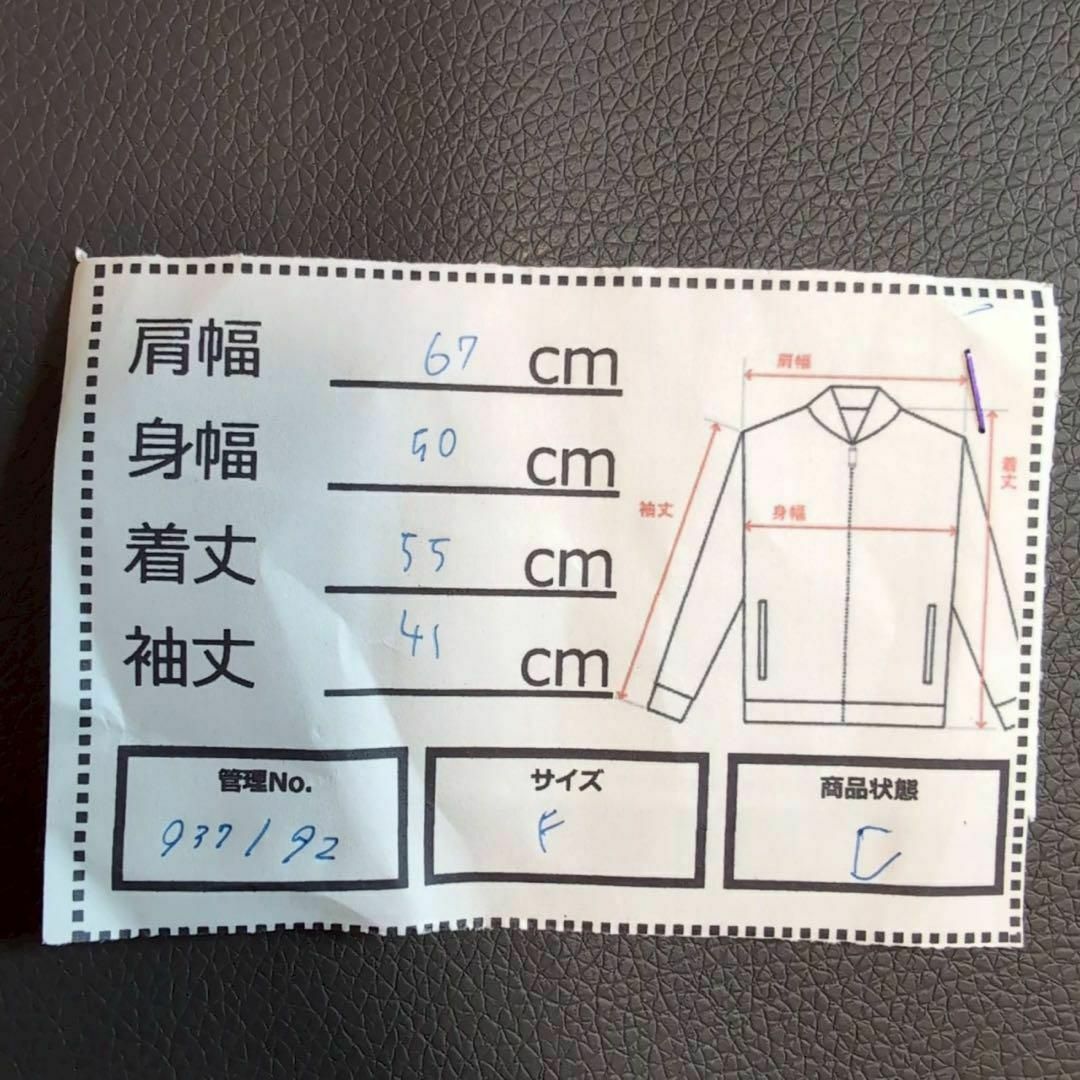 肩幅 67 cm
身幅 50 cm
着丈 55 cm
袖丈 41 cm
肩幅
着丈
袖丈
身幅
管理No.
サイズ
商品状態
937192
F